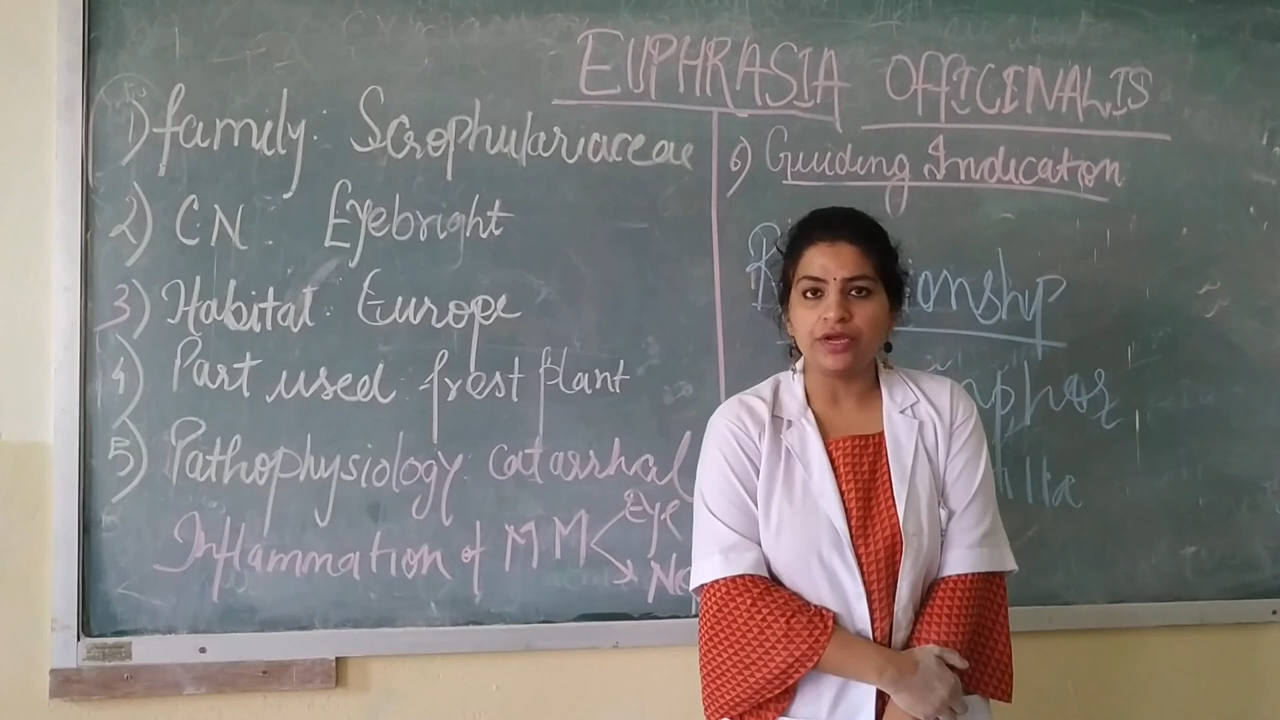 EUPHRASIA OFFICINALIS
1) family: Scrophulariaceae
2) CN. Eyebright
3) Habitat: Europe
4) Part used frest plant
5) Pathophysiology: catarrhal
Inflammation of MM
Eye
6) Guiding Indication